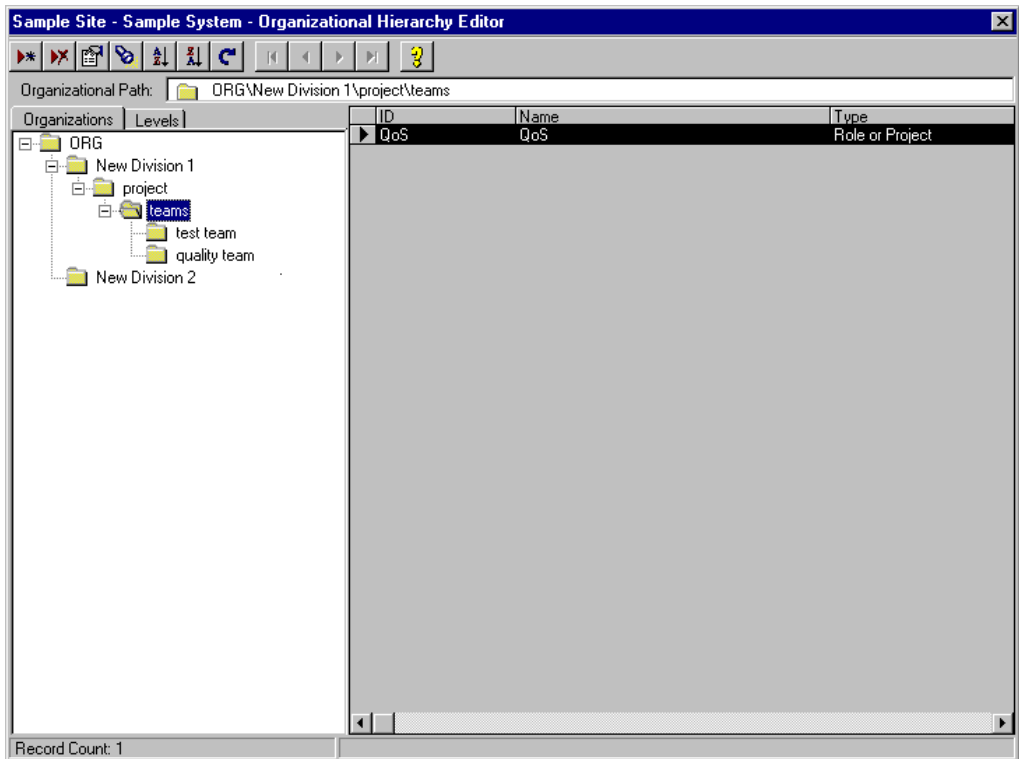 Sample Site - Sample System - Organizational Hierarchy Editor
Organizational Path: ORG\New Division 1\project\teams
Organizations Levels
ID Name Type
QoS QoS Role or Project
ORG
New Division 1
project
teams
test team
quality team
New Division 2
Record Count: 1